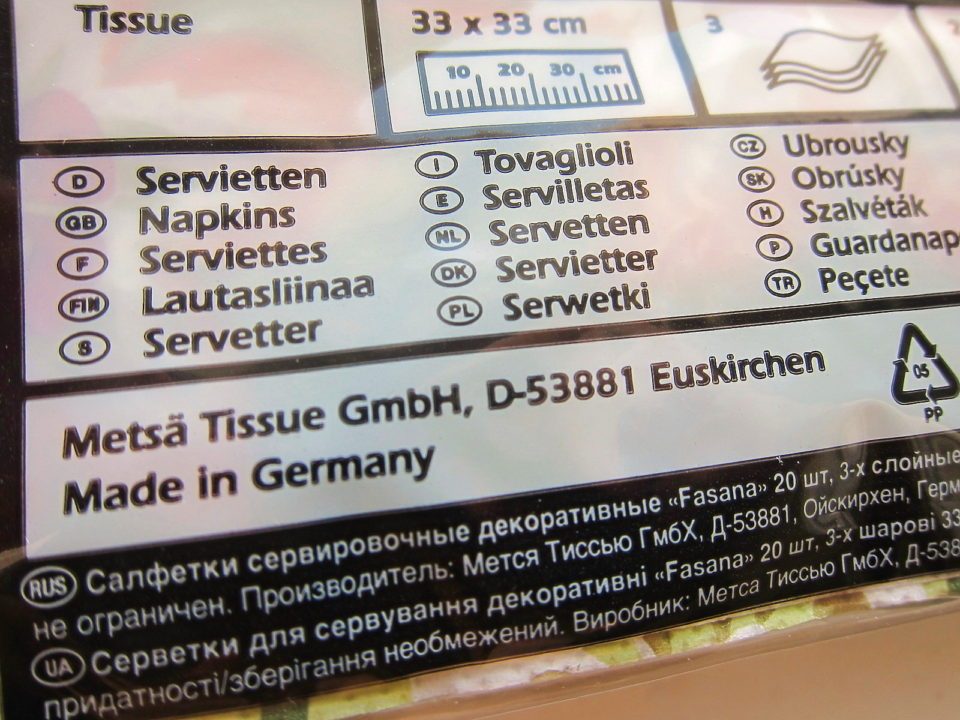 Tissue
33 x 33 cm
3
10 20 30 cm
D Servietten
GB Napkins
F Serviettes
FIN Lautasliinaa
S Servetter
I Tovaglioli
E Servilletas
NL Servetten
DK Servietter
PL Serwetki
CZ Ubrousky
SK Obrúsky
H Szalvéták
P Guardanap
TR Peçete
Metsä Tissue GmbH, D-53881 Euskirchen
Made in Germany
05
PP
RUS Салфетки сервировочные декоративные «Fasana» 20 шт, 3-х слойные
не ограничен. Производитель: Мется Тиссью ГмбХ, Д-53881, Ойскирхен, Герм
UA Серветки для сервування декоративні «Fasana» 20 шт, 3-х шарові 33
придатності/зберігання необмежений. Виробник: Метса Тиссью ГмбХ, Д-538